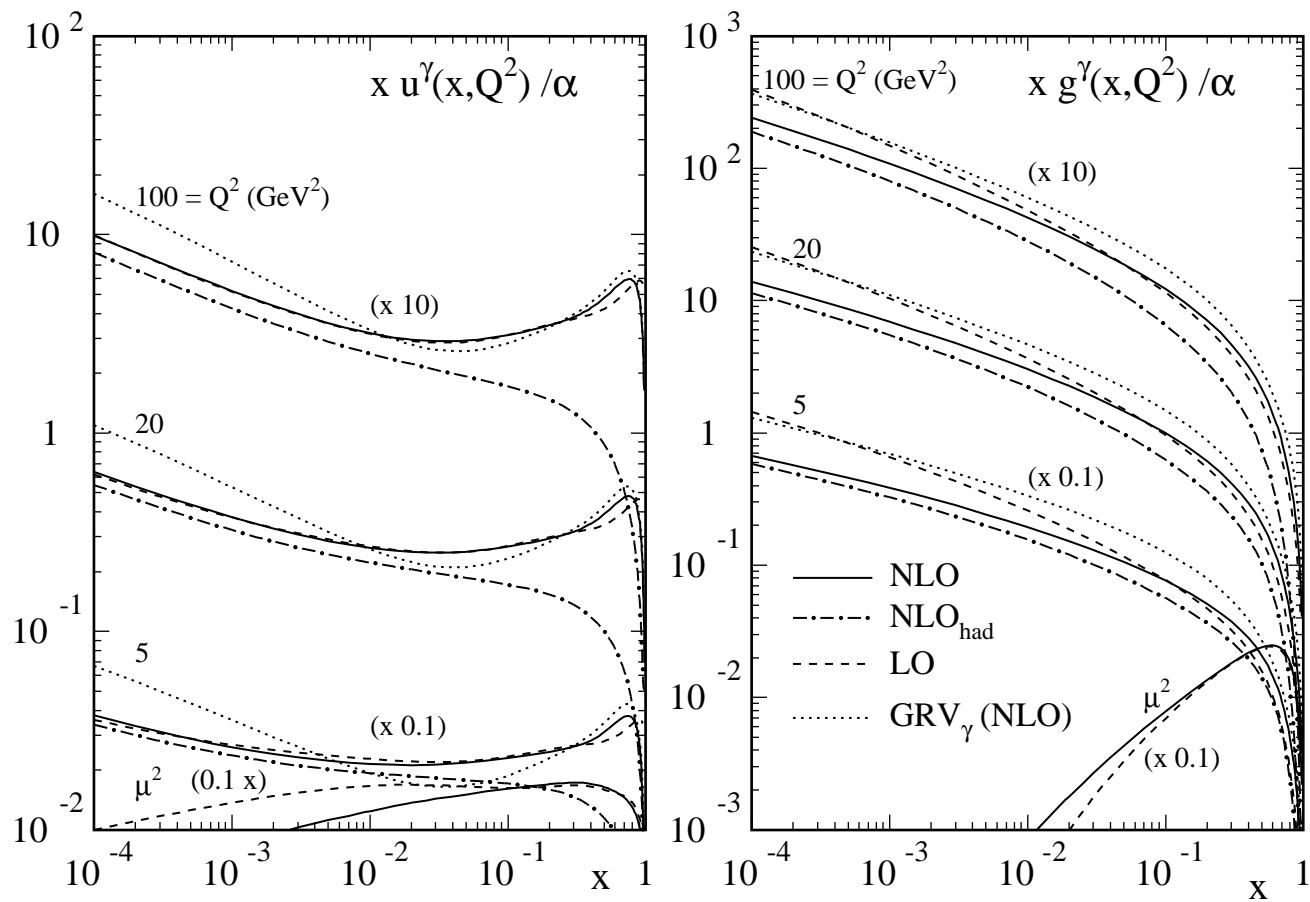 10^2
x u^γ(x,Q^2) /α
100 = Q^2 (GeV^2)
10
(x 10)
20
1
10^-1
5
(x 0.1)
μ^2
(0.1 x)
10^-2
10^-4
10^-3
10^-2
10^-1
x
1
10^3
100 = Q^2 (GeV^2)
x g^γ(x,Q^2) /α
10^2
(x 10)
20
10
5
1
(x 0.1)
10^-1
NLO
NLO_had
LO
GRV_γ (NLO)
10^-2
μ^2
(x 0.1)
10^-3
10^-4
10^-3
10^-2
10^-1
x
1